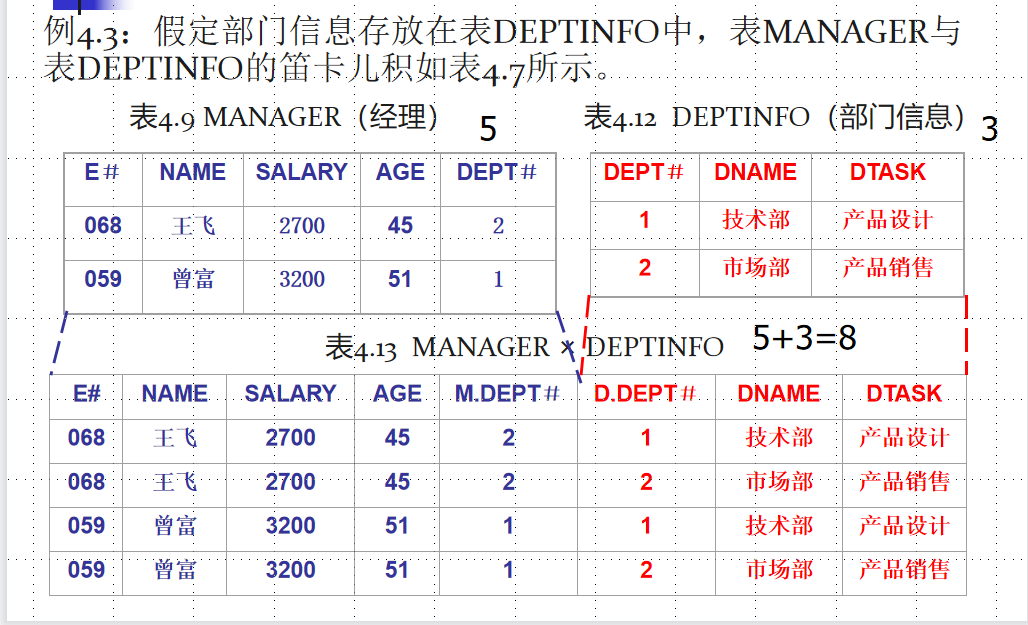 例4.3：假定部门信息存放在表DEPTINFO中，表MANAGER与
表DEPTINFO的笛卡儿积如表4.7所示。
表4.9 MANAGER（经理） 5
E# NAME SALARY AGE DEPT#
068 王飞 2700 45 2
059 曾富 3200 51 1
表4.12 DEPTINFO（部门信息） 3
DEPT# DNAME DTASK
1 技术部 产品设计
2 市场部 产品销售
表4.13 MANAGER × DEPTINFO 5+3=8
E# NAME SALARY AGE M.DEPT# D.DEPT# DNAME DTASK
068 王飞 2700 45 2 1 技术部 产品设计
068 王飞 2700 45 2 2 市场部 产品销售
059 曾富 3200 51 1 1 技术部 产品设计
059 曾富 3200 51 1 2 市场部 产品销售